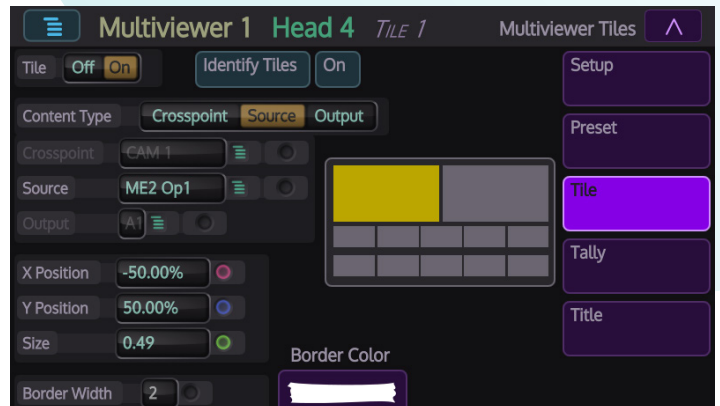 Multiviewer 1 Head 4 TILE 1 Multiviewer Tiles
Tile Off On Identify Tiles On Setup
Content Type Crosspoint Source Output
Preset
Crosspoint CAM 1
Source ME2 Op1 Tile
Output A1
Tally
X Position -50.00%
Y Position 50.00% Title
Size 0.49
Border Color
Border Width 2